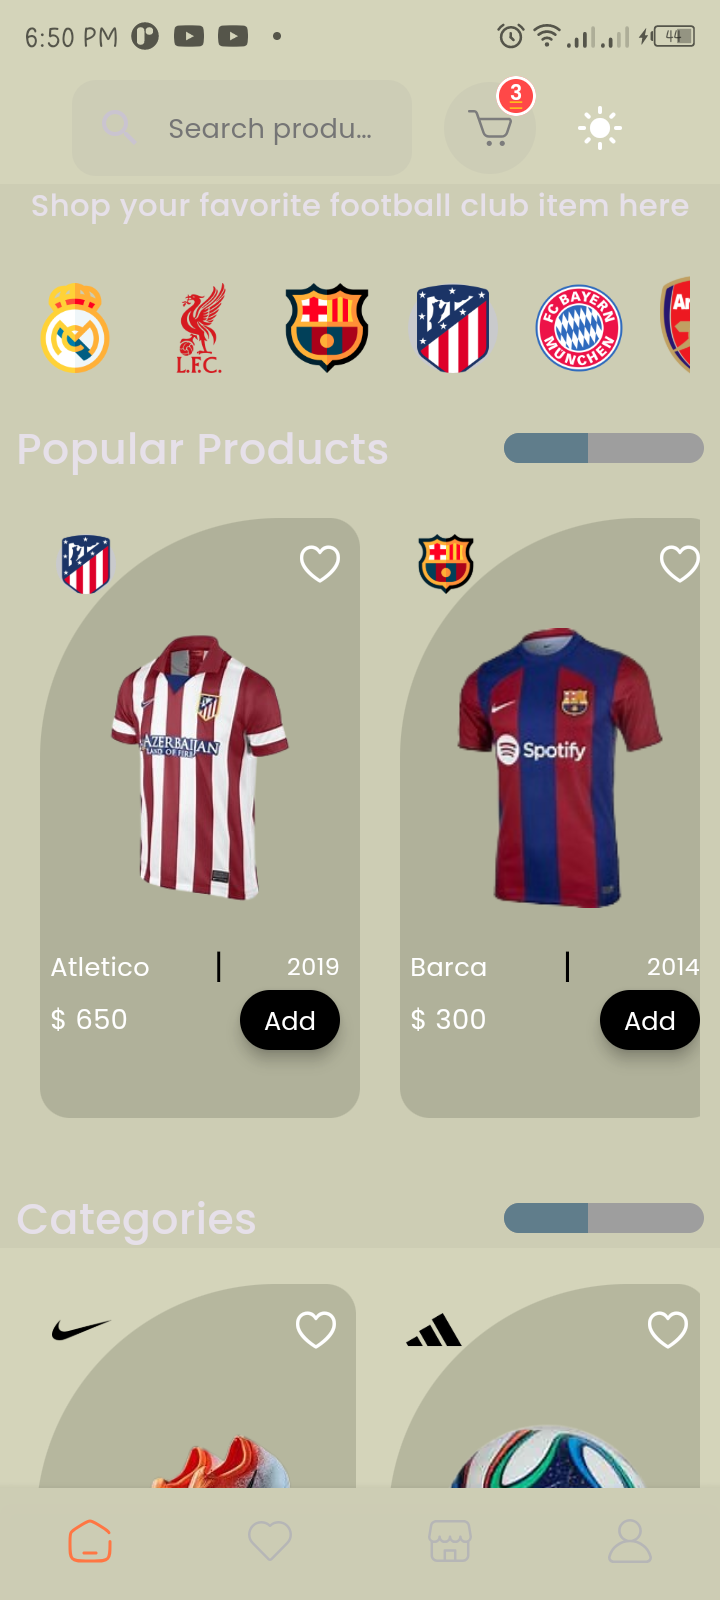 6:50 PM
44
Search produ...
3
Shop your favorite football club item here
L.F.C.
FC BAYERN
MÜNCHEN
Ar
Popular Products
AZERBAIJAN
LAND OF FIRE
Spotify
Atletico | 2019
Barca | 2014
$ 650 Add
$ 300 Add
Categories